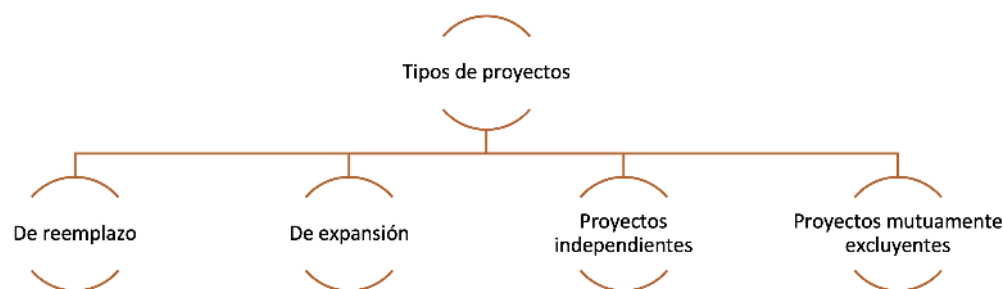 Tipos de proyectos
De reemplazo
De expansión
Proyectos
independientes
Proyectos mutuamente
excluyentes